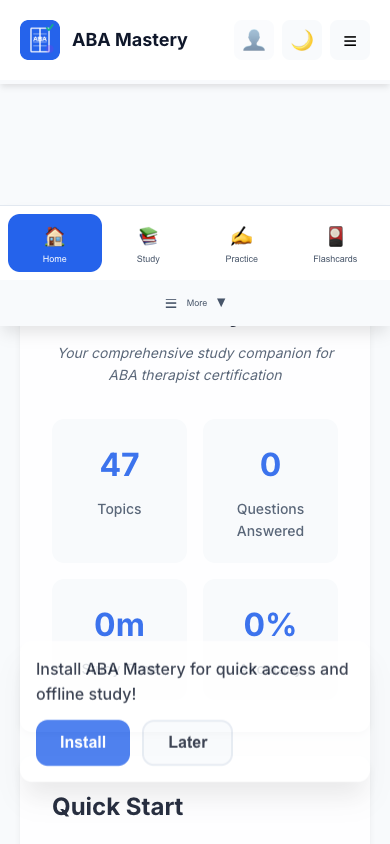 ABA
ABA Mastery
Home
Study
Practice
Flashcards
More
Your comprehensive study companion for
ABA therapist certification
47
0
Topics
Questions
Answered
0m
0%
Install ABA Mastery for quick access and
offline study!
Install
Later
Quick Start